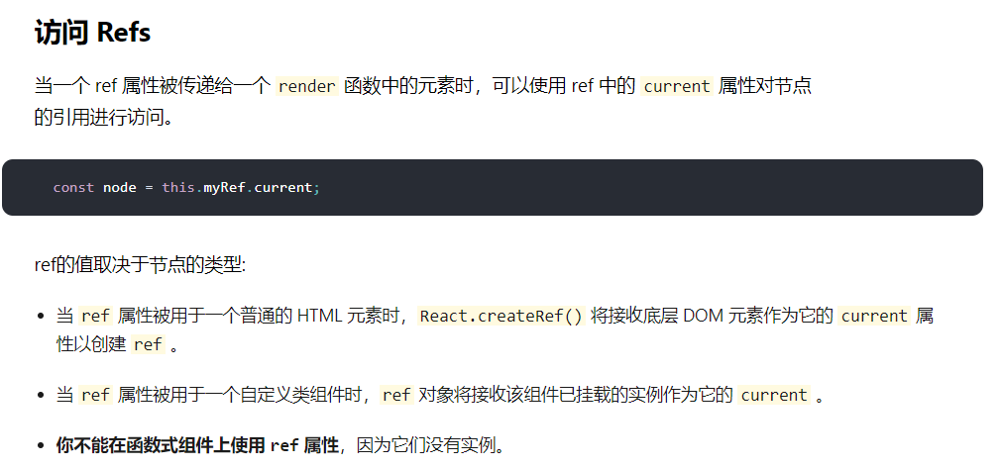 访问 Refs
当一个 ref 属性被传递给一个 render 函数中的元素时，可以使用 ref 中的 current 属性对节点
的引用进行访问。
const node = this.myRef.current;
ref的值取决于节点的类型:
• 当 ref 属性被用于一个普通的 HTML 元素时，React.createRef() 将接收底层 DOM 元素作为它的 current 属
性以创建 ref 。
• 当 ref 属性被用于一个自定义类组件时，ref 对象将接收该组件已挂载的实例作为它的 current 。
• 你不能在函数式组件上使用 ref 属性，因为它们没有实例。